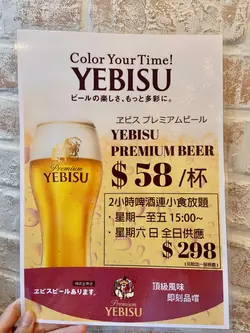 Color Your Time!
YEBISU
ビールの楽しさ、もっと多彩に。
ヱビス プレミアムビール
YEBISU
PREMIUM BEER
$58/杯
2小時啤酒連小食放題
·星期一至五 15:00~
·星期六日 全日供應
$298
Premium
YEBISU
ヱビスビールあります。
Premium
YEBISU
頂級風味
即刻品嚐